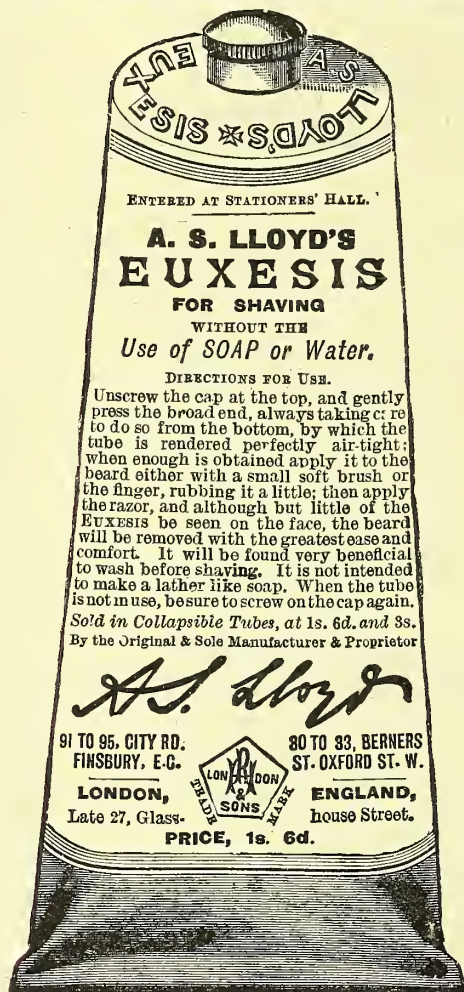 A.S. LLOYD'S ✠ EUXESIS
ENTERED AT STATIONERS' HALL.
A. S. LLOYD'S
EUXESIS
FOR SHAVING
WITHOUT THE
Use of SOAP or Water.
DIRECTIONS FOR USE.
Unscrew the cap at the top, and gently
press the broad end, always taking c: re
to do so from the bottom, by which the
tube is rendered perfectly air-tight:
when enough is obtained apply it to the
beard either with a small soft brush or
the finger, rubbing it a little; then apply
the razor, and although but little of the
EUXESIS be seen on the face, the beard
will be removed with the greatest ease and
comfort. It will be found very beneficial
to wash before shaving. It is not intended
to make a lather like soap. When the tube
is not in use, be sure to screw on the cap again.
Sold in Collapsible Tubes, at 1s. 6d. and 3s.
By the Original & Sole Manufacturer & Proprietor
A.S. Lloyd
91 TO 95, CITY RD. 30 TO 33, BERNERS
FINSBURY, E.C. ST. OXFORD ST. W.
LONDON & SONS
TRADE MARK
LONDON, ENGLAND,
Late 27, Glass- house Street.
PRICE, 1s. 6d.